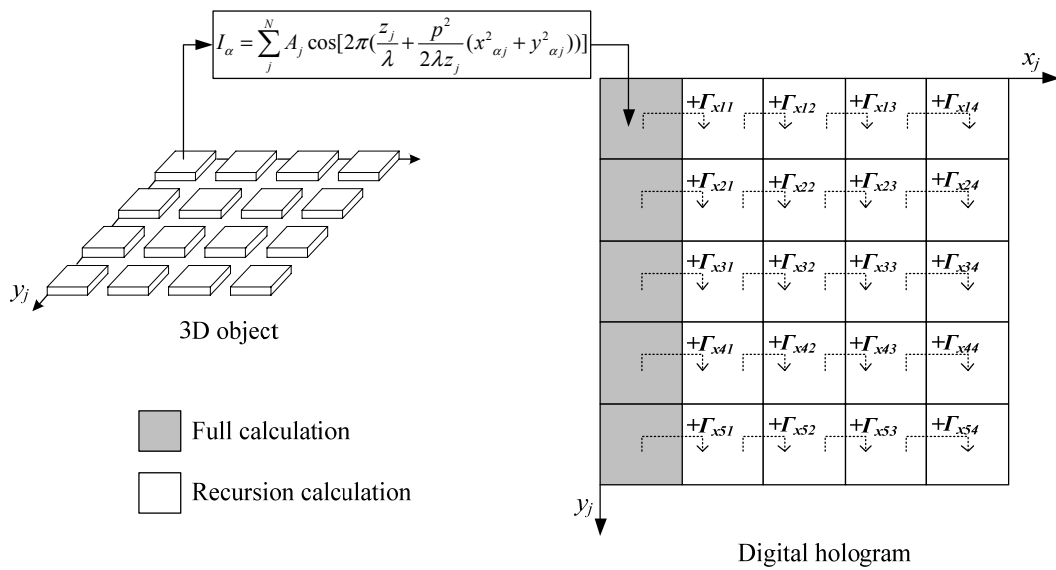 I_α = ∑_j^N A_j cos[2π(z_j/λ + p²/2λz_j (x²_αj + y²_αj))]
x_j
+Γ_x11 +Γ_x12 +Γ_x13 +Γ_x14
+Γ_x21 +Γ_x22 +Γ_x23 +Γ_x24
+Γ_x31 +Γ_x32 +Γ_x33 +Γ_x34
+Γ_x41 +Γ_x42 +Γ_x43 +Γ_x44
+Γ_x51 +Γ_x52 +Γ_x53 +Γ_x54
y_j
3D object
Full calculation
Recursion calculation
y_j
Digital hologram